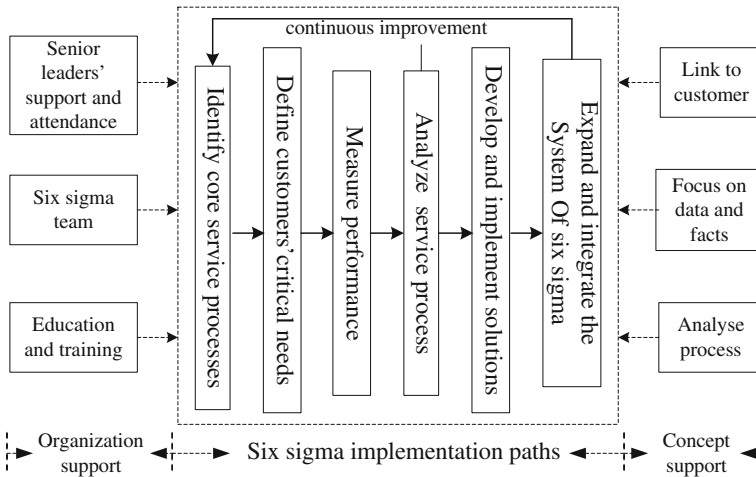 Senior
leaders'
support and
attendance
Six sigma
team
Education
and training
continuous improvement
Identify core service processes
Define customers' critical needs
Measure performance
Analyze service process
Develop and implement solutions
Expand and integrate the
System Of six sigma
Link to
customer
Focus on
data and
facts
Analyse
process
Organization
support
Six sigma implementation paths
Concept
support